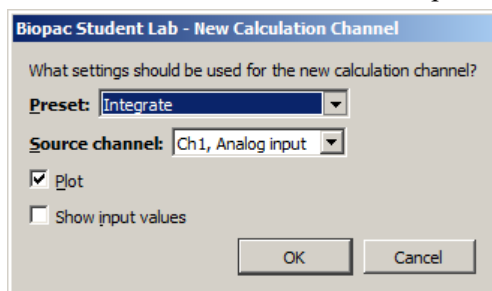 Biopac Student Lab - New Calculation Channel
What settings should be used for the new calculation channel?
Preset: Integrate
Source channel: Ch1, Analog input
Plot
Show input values
OK Cancel